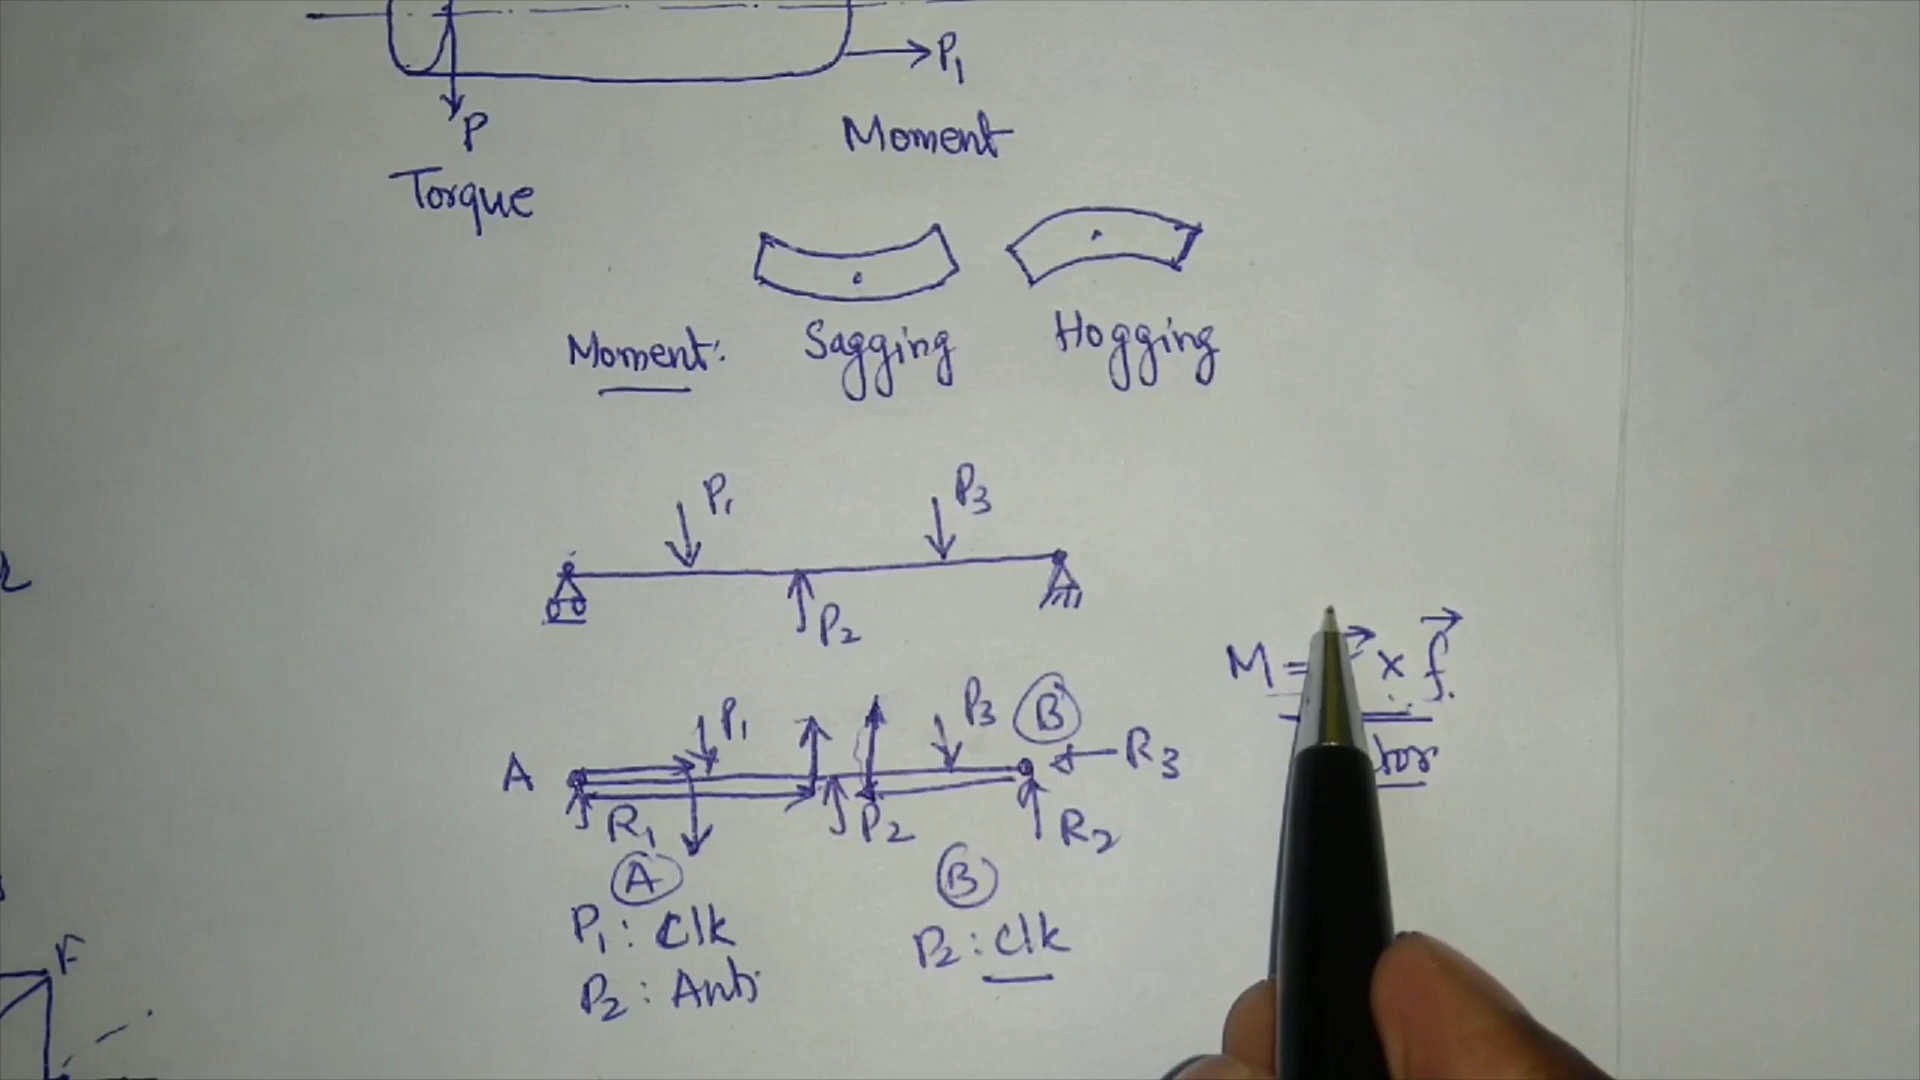 P₁
P
Moment
Torque
Moment: Sagging Hogging
P₁ P₃
P₂
M = × f
P₁ P₃ B
A R₃
R₁ P₂ R₂
A B
P₁ : Clk
P₂ : Clk
P₂ : Anti
F